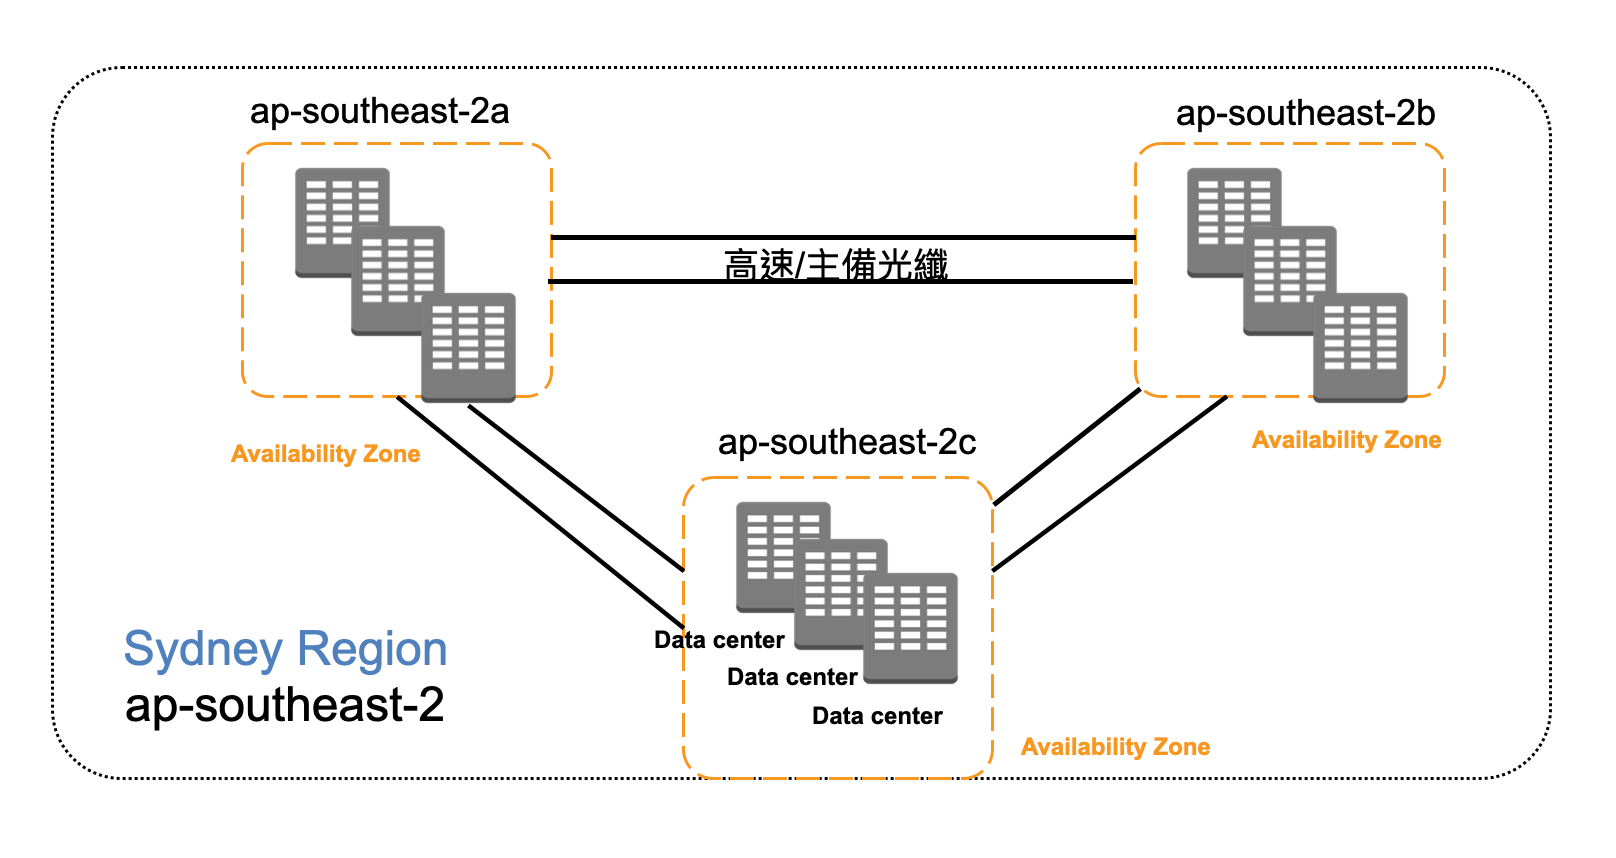 ap-southeast-2a
ap-southeast-2b
高速/主備光纖
Availability Zone
Availability Zone
ap-southeast-2c
Data center
Data center
Data center
Sydney Region
ap-southeast-2
Availability Zone